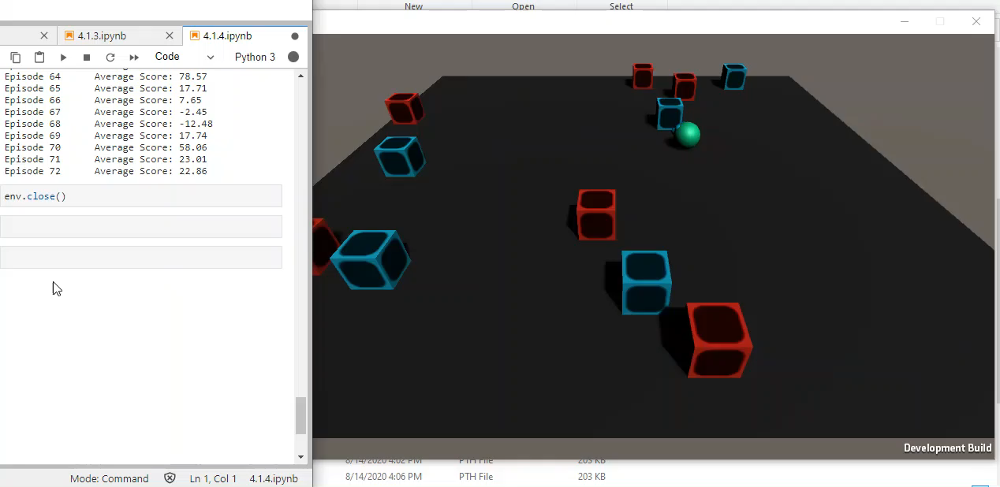 New Open Select
4.1.3.ipynb 4.1.4.ipynb
Code Python 3
Episode 64 Average Score: 78.57
Episode 65 Average Score: 17.71
Episode 66 Average Score: 7.65
Episode 67 Average Score: -2.45
Episode 68 Average Score: -12.48
Episode 69 Average Score: 17.74
Episode 70 Average Score: 58.06
Episode 71 Average Score: 23.01
Episode 72 Average Score: 22.86
env.close()
Development Build
8/14/2020 4:02 PM PTH File 203 KB
8/14/2020 4:06 PM PTH File 203 KB
Mode: Command Ln 1, Col 1 4.1.4.ipynb